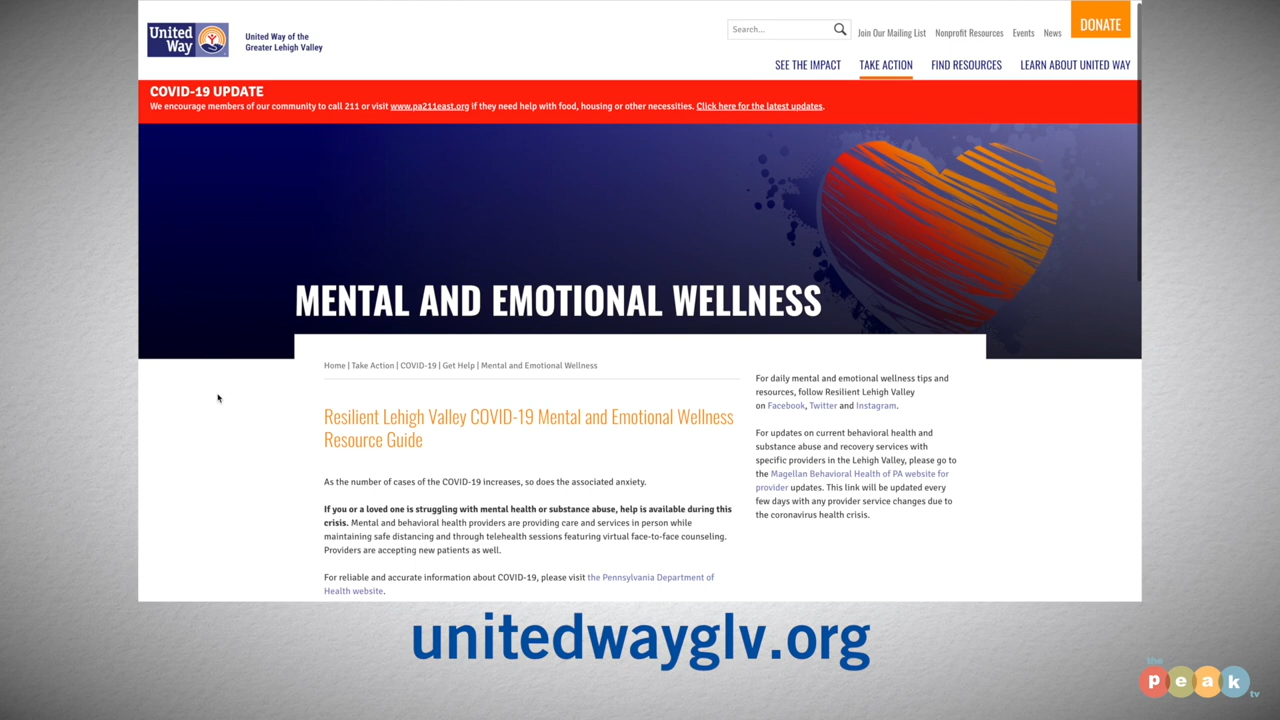 United Way
United Way of the
Greater Lehigh Valley
Search...
Join Our Mailing List
Nonprofit Resources
Events
News
DONATE
SEE THE IMPACT
TAKE ACTION
FIND RESOURCES
LEARN ABOUT UNITED WAY
COVID-19 UPDATE
We encourage members of our community to call 211 or visit www.pa211east.org if they need help with food, housing or other necessities. Click here for the latest updates.
MENTAL AND EMOTIONAL WELLNESS
Home | Take Action | COVID-19 | Get Help | Mental and Emotional Wellness
Resilient Lehigh Valley COVID-19 Mental and Emotional Wellness
Resource Guide
As the number of cases of the COVID-19 increases, so does the associated anxiety.
If you or a loved one is struggling with mental health or substance abuse, help is available during this
crisis. Mental and behavioral health providers are providing care and services in person while
maintaining safe distancing and through telehealth sessions featuring virtual face-to-face counseling.
Providers are accepting new patients as well.
For reliable and accurate information about COVID-19, please visit the Pennsylvania Department of
Health website.
For daily mental and emotional wellness tips and
resources, follow Resilient Lehigh Valley
on Facebook, Twitter and Instagram.
For updates on current behavioral health and
substance abuse and recovery services with
specific providers in the Lehigh Valley, please go to
the Magellan Behavioral Health of PA website for
provider updates. This link will be updated every
few days with any provider service changes due to
the coronavirus health crisis.
unitedwayglv.org
the
peak
tv